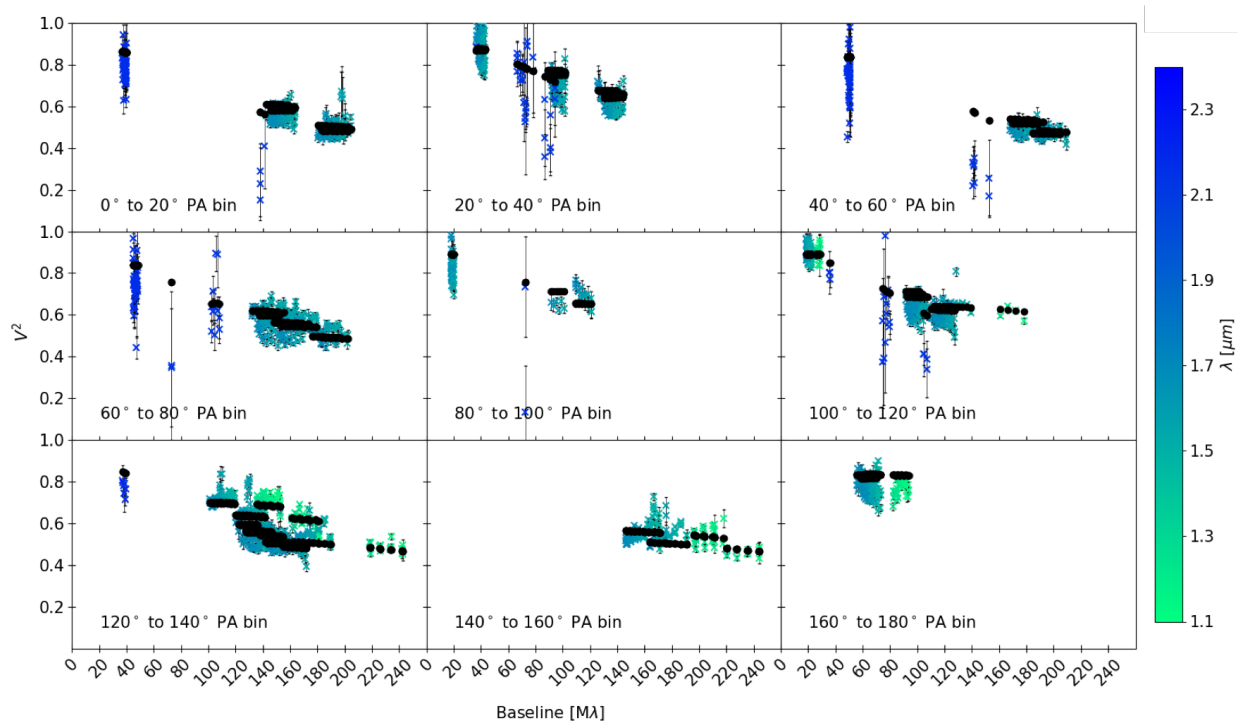 1.0
0.8
0.6
0.4
0.2
0° to 20° PA bin
20° to 40° PA bin
40° to 60° PA bin
1.0
0.8
0.6
0.4
0.2
60° to 80° PA bin
80° to 100° PA bin
100° to 120° PA bin
1.0
0.8
0.6
0.4
0.2
120° to 140° PA bin
140° to 160° PA bin
160° to 180° PA bin
0 20 40 60 80 100 120 140 160 180 200 220 240 0 20 40 60 80 100 120 140 160 180 200 220 240 0 20 40 60 80 100 120 140 160 180 200 220 240
Baseline [Mλ]
V²
2.3
2.1
1.9
1.7
1.5
1.3
1.1
λ [μm]